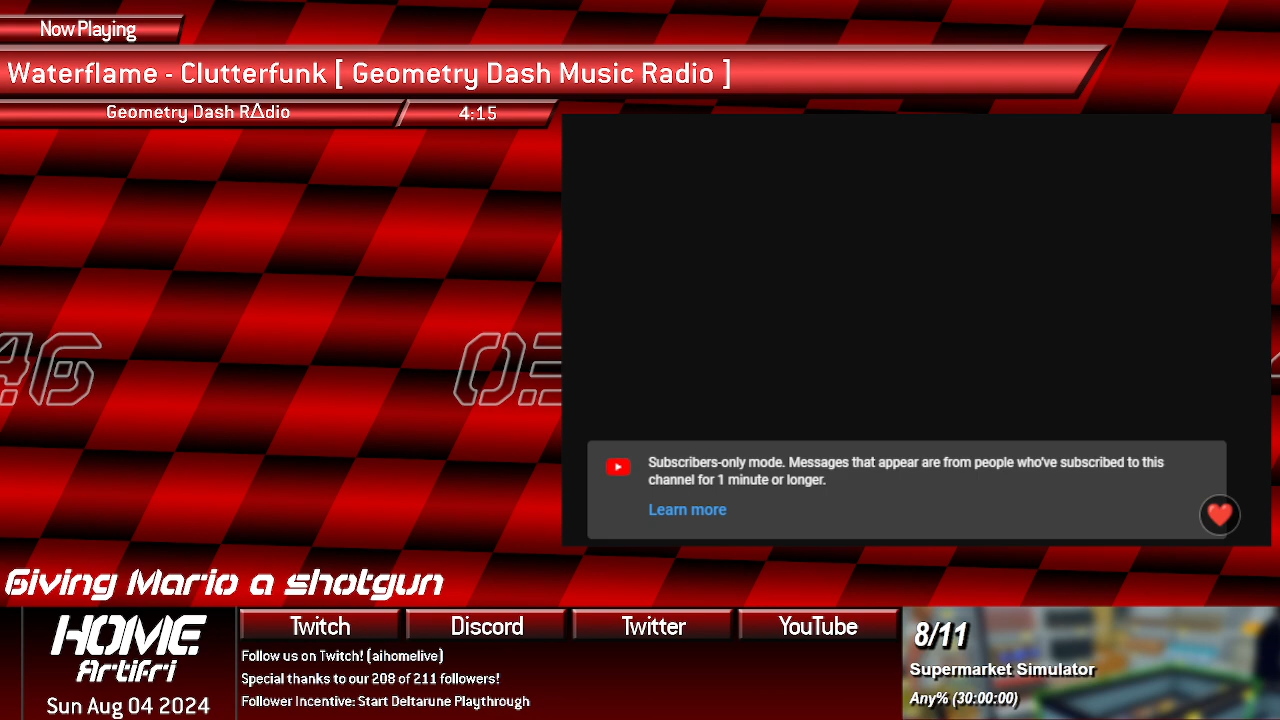 Now Playing
Waterflame - Clutterfunk [ Geometry Dash Music Radio ]
Geometry Dash RΔdio
4:15
Subscribers-only mode. Messages that appear are from people who've subscribed to this
channel for 1 minute or longer.
Learn more
Giving Mario a shotgun
HOME
Artifri
Sun Aug 04 2024
Twitch
Discord
Twitter
YouTube
Follow us on Twitch! (aihomelive)
Special thanks to our 208 of 211 followers!
Follower Incentive: Start Deltarune Playthrough
8/11
Supermarket Simulator
Any% (30:00:00)